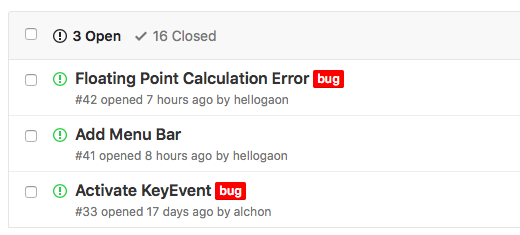 3 Open 16 Closed
Floating Point Calculation Error bug
#42 opened 7 hours ago by hellogaon
Add Menu Bar
#41 opened 8 hours ago by hellogaon
Activate KeyEvent bug
#33 opened 17 days ago by alchon